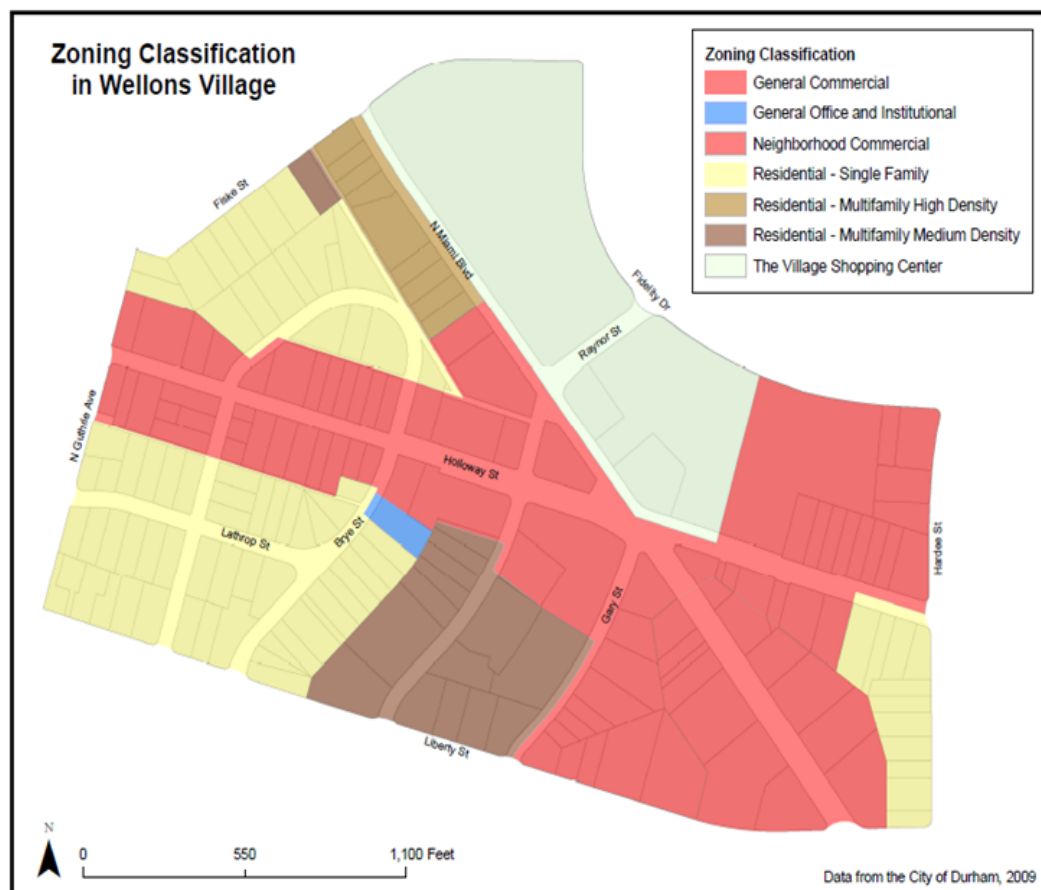 Zoning Classification
in Wellons Village
Zoning Classification
General Commercial
General Office and Institutional
Neighborhood Commercial
Residential - Single Family
Residential - Multifamily High Density
Residential - Multifamily Medium Density
The Village Shopping Center
Fiske St
N Miami Blvd
Fidelity Dr
Raynor St
N Guthrie Ave
Holloway St
Lathrop St
Brye St
Hardee St
Gary St
Liberty St
N
0 550 1,100 Feet
Data from the City of Durham, 2009